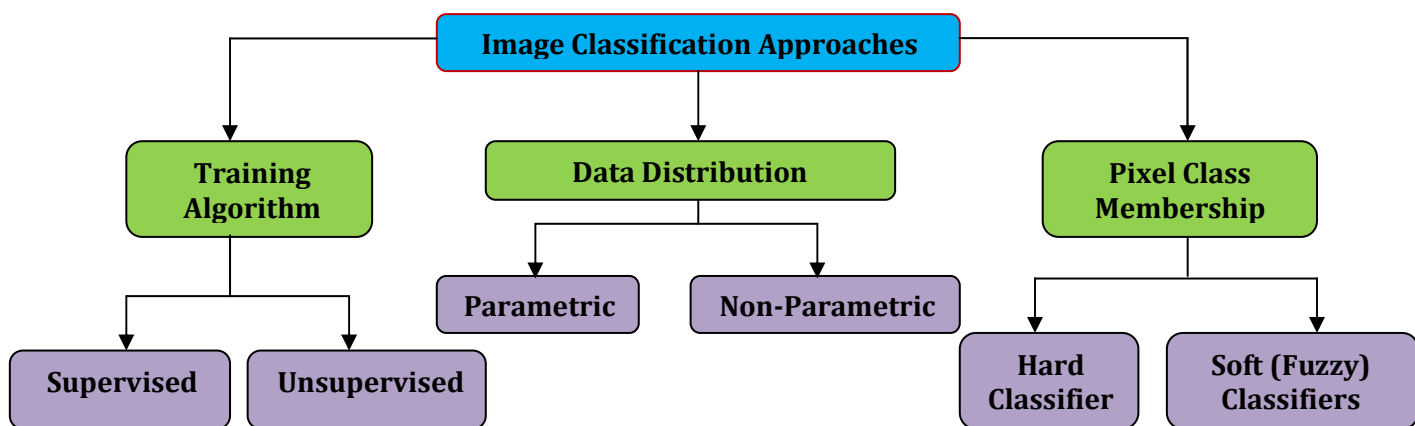 Image Classification Approaches
Training
Algorithm
Data Distribution
Pixel Class
Membership
Parametric
Non-Parametric
Supervised
Unsupervised
Hard
Classifier
Soft (Fuzzy)
Classifiers